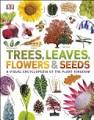 DK
TREES, LEAVES,
FLOWERS & SEEDS
A VISUAL ENCYCLOPEDIA OF THE PLANT KINGDOM